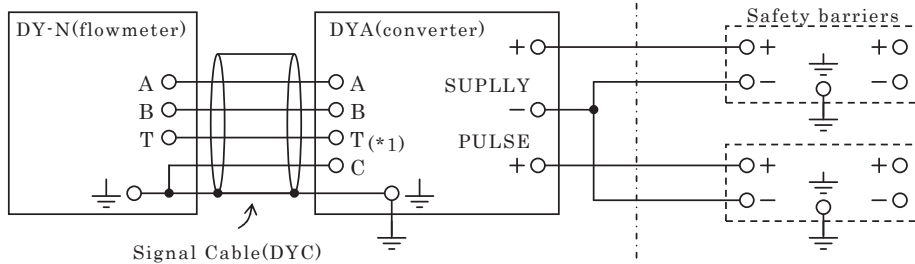 DY-N(flowmeter)
DYA(converter)
Safety barriers
A
B
T
A
B
T (*1)
C
+
SUPLLY
-
PULSE
+
+
-
+
-
+
-
+
-
Signal Cable(DYC)